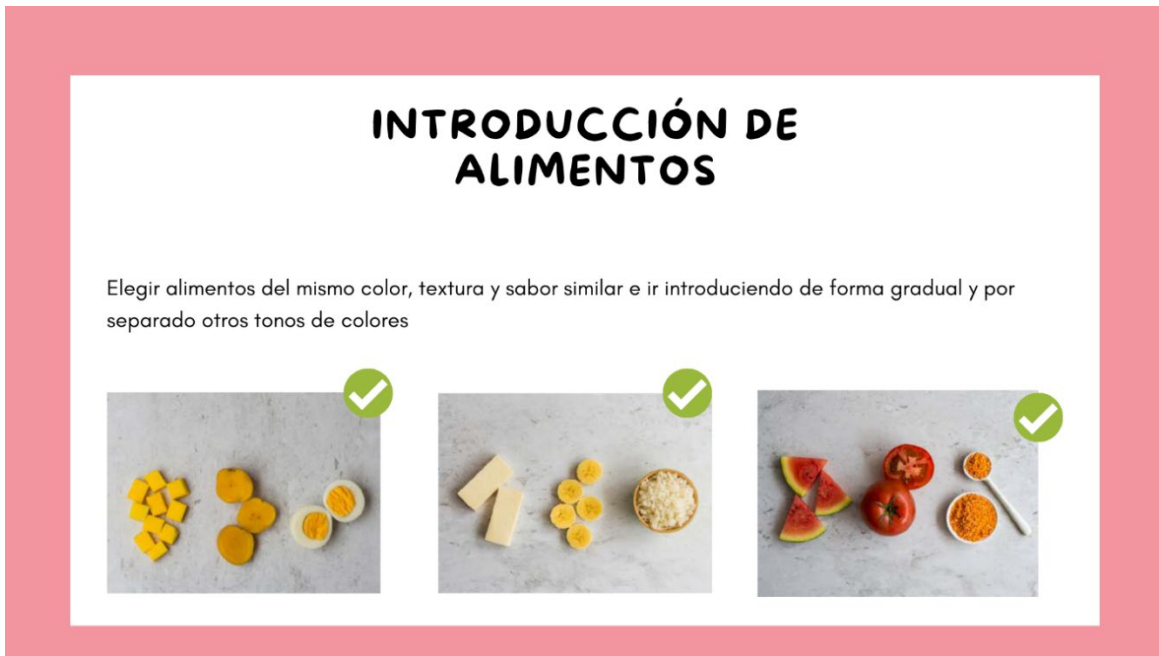 INTRODUCCIÓN DE
ALIMENTOS
Elegir alimentos del mismo color, textura y sabor similar e ir introduciendo de forma gradual y por
separado otros tonos de colores